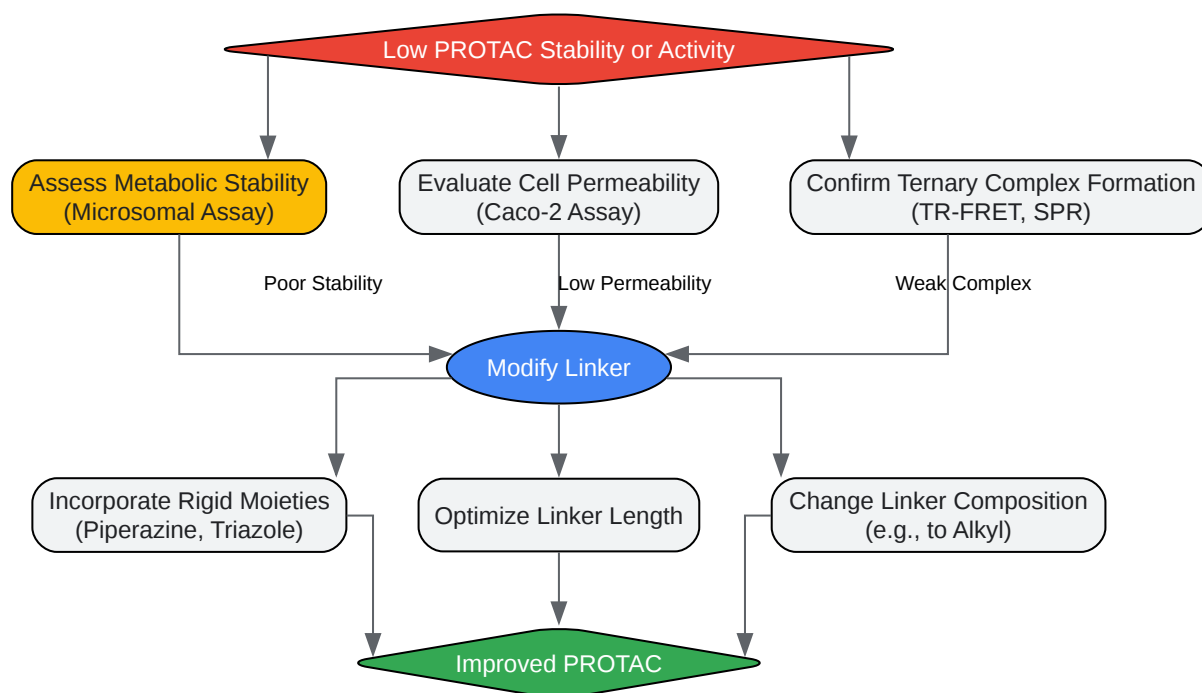 Low PROTAC Stability or Activity
Assess Metabolic Stability
(Microsomal Assay)
Evaluate Cell Permeability
(Caco-2 Assay)
Confirm Ternary Complex Formation
(TR-FRET, SPR)
Poor Stability
Low Permeability
Weak Complex
Modify Linker
Incorporate Rigid Moieties
(Piperazine, Triazole)
Optimize Linker Length
Change Linker Composition
(e.g., to Alkyl)
Improved PROTAC